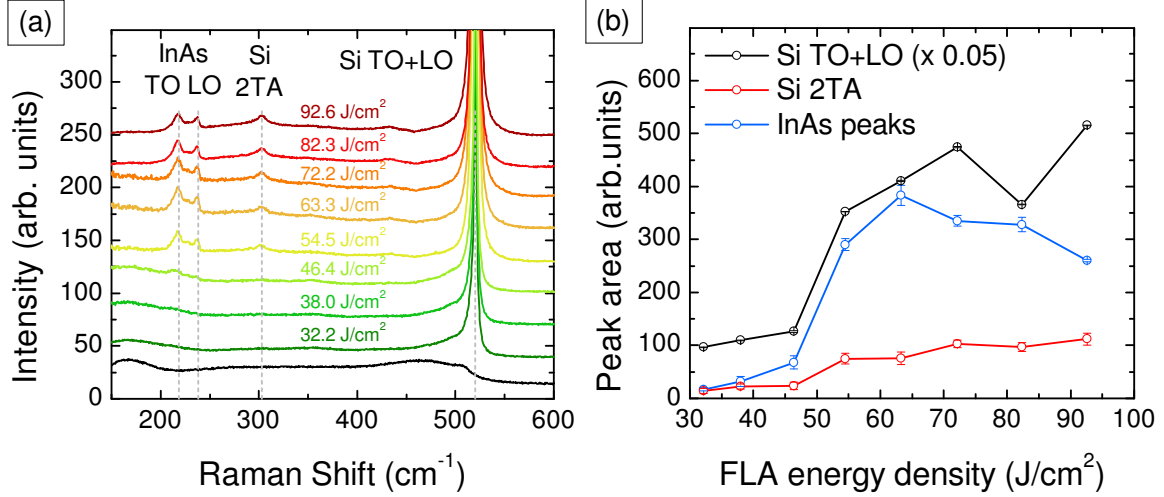 (a)
InAs
TO LO
Si
2TA
Si TO+LO
92.6 J/cm²
82.3 J/cm²
72.2 J/cm²
63.3 J/cm²
54.5 J/cm²
46.4 J/cm²
38.0 J/cm²
32.2 J/cm²
300
250
200
150
100
50
0
Intensity (arb. units)
200 300 400 500 600
Raman Shift (cm⁻¹)
(b)
Si TO+LO (x 0.05)
Si 2TA
InAs peaks
600
500
400
300
200
100
0
Peak area (arb.units)
30 40 50 60 70 80 90 100
FLA energy density (J/cm²)